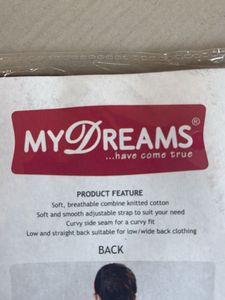 MYDREAMS®
...have come true
PRODUCT FEATURE
Soft, breathable combine knitted cotton
Soft and smooth adjustable strap to suit your need
Curvy side seam for a curvy fit
Low and straight back suitable for low/wide back clothing
BACK